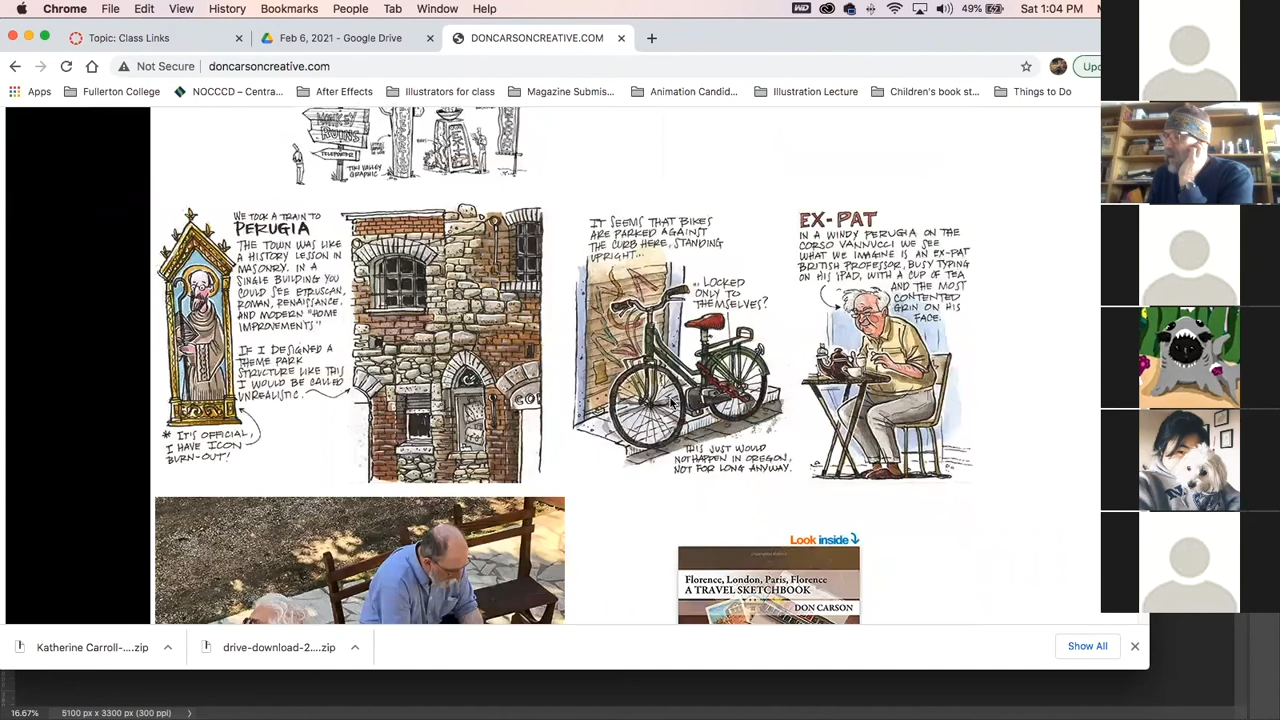 Chrome File Edit View History Bookmarks People Tab Window Help
49% Sat 1:04 PM
Topic: Class Links
Feb 6, 2021 - Google Drive
DONCARSONCREATIVE.COM
Not Secure doncarsoncreative.com
Apps Fullerton College NOCCCD – Centra... After Effects Illustrators for class Magazine Submis... Animation Candid... Illustration Lecture Children's book st... Things to Do
MONKEY
RUINS
TELEPORTER
TIKI VALLEY
GRAPHIC
WE TOOK A TRAIN TO
PERUGIA
THE TOWN WAS LIKE
A HISTORY LESSON IN
MASONRY. IN A
SINGLE BUILDING YOU
COULD SEE ETRUSCAN,
ROMAN, RENAISSANCE,
AND MODERN "HOME
IMPROVEMENTS"
IF I DESIGNED A
THEME PARK
STRUCTURE LIKE THIS
I WOULD BE CALLED
UNREALISTIC.
* IT'S OFFICIAL,
I HAVE ICON
BURN-OUT!
IT SEEMS THAT BIKES
ARE PARKED AGAINST
THE CURB HERE, STANDING
UPRIGHT...
...LOCKED
ONLY TO
THEMSELVES?
THIS JUST WOULD
NOT HAPPEN IN OREGON,
NOT FOR LONG ANYWAY.
EX-PAT
IN A WINDY PERUGIA ON THE
CORSO VANNUCCI WE SEE
WHAT WE IMAGINE IS AN EX-PAT
BRITISH PROFESSOR, BUSY TYPING
ON HIS IPAD, WITH A CUP OF TEA
AND THE MOST
CONTENTED
GRIN ON HIS
FACE.
Look inside
Florence, London, Paris, Florence
A TRAVEL SKETCHBOOK
DON CARSON
Katherine Carroll-....zip
drive-download-2....zip
Show All
16.67% 5100 px x 3300 px (300 ppi)